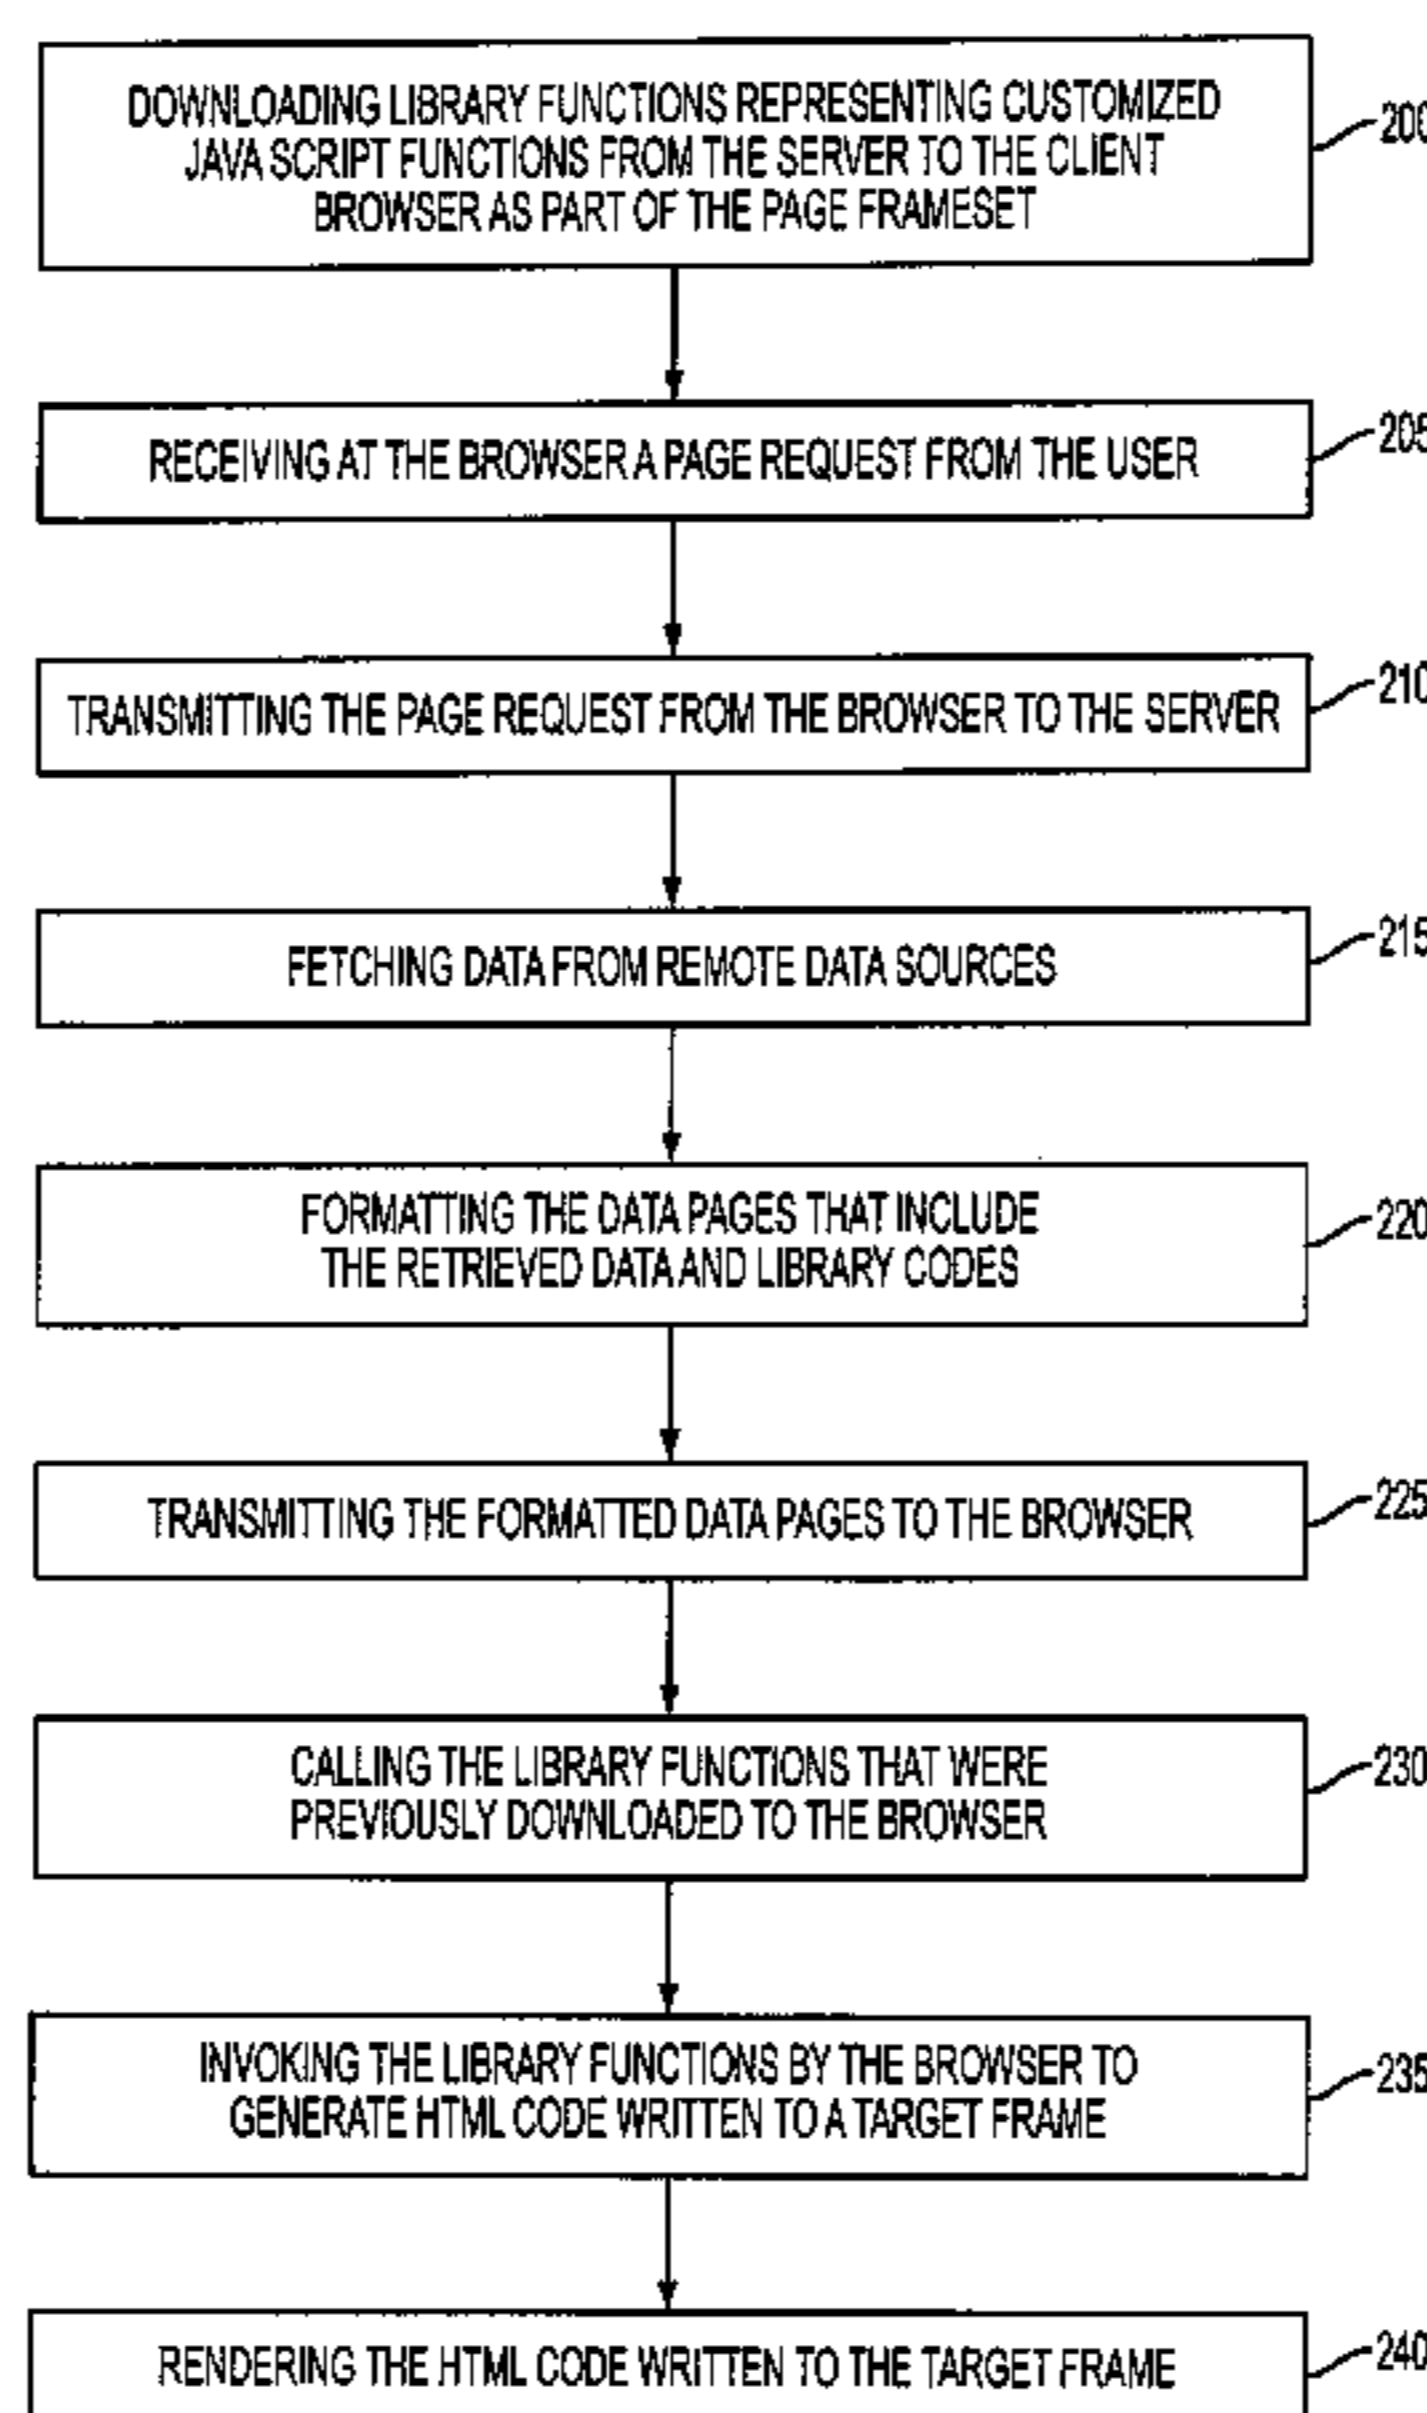 DOWNLOADING LIBRARY FUNCTIONS REPRESENTING CUSTOMIZED
JAVA SCRIPT FUNCTIONS FROM THE SERVER TO THE CLIENT
BROWSER AS PART OF THE PAGE FRAMESET
200
RECEIVING AT THE BROWSER A PAGE REQUEST FROM THE USER
205
TRANSMITTING THE PAGE REQUEST FROM THE BROWSER TO THE SERVER
210
FETCHING DATA FROM REMOTE DATA SOURCES
215
FORMATTING THE DATA PAGES THAT INCLUDE
THE RETRIEVED DATA AND LIBRARY CODES
220
TRANSMITTING THE FORMATTED DATA PAGES TO THE BROWSER
225
CALLING THE LIBRARY FUNCTIONS THAT WERE
PREVIOUSLY DOWNLOADED TO THE BROWSER
230
INVOKING THE LIBRARY FUNCTIONS BY THE BROWSER TO
GENERATE HTML CODE WRITTEN TO A TARGET FRAME
235
RENDERING THE HTML CODE WRITTEN TO THE TARGET FRAME
240